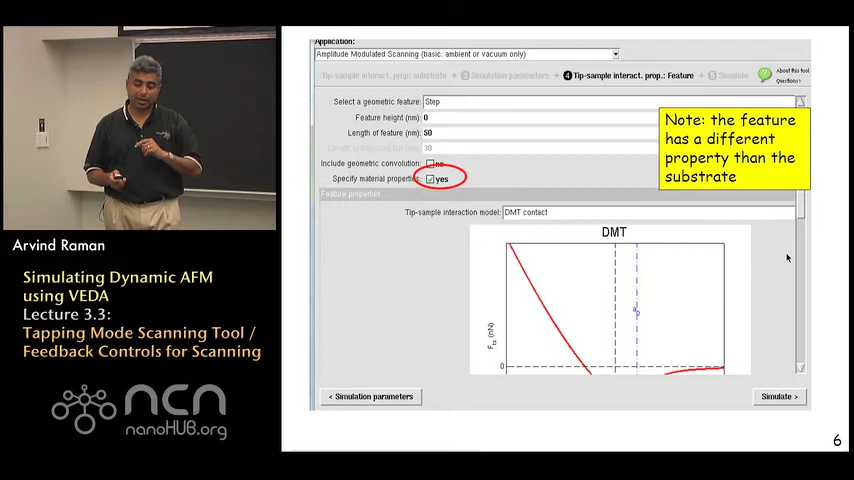 Application:
Amplitude Modulated Scanning (basic: ambient or vacuum only)
Tip-sample interact. prop: substrate
3 Simulation parameters
4 Tip-sample interact. prop.: Feature
5 Simulate
About this tool
Questions?
Select a geometric feature: Step
Feature height (nm): 0
Length of feature (nm): 50
30
Include geometric convolution: no
Specify material properties: yes
Feature properties
Tip-sample interaction model: DMT contact
DMT
Fts (nN)
0
< Simulation parameters
Simulate >
Note: the feature
has a different
property than the
substrate
6
Arvind Raman
Simulating Dynamic AFM
using VEDA
Lecture 3.3:
Tapping Mode Scanning Tool /
Feedback Controls for Scanning
ncn
nanoHUB.org